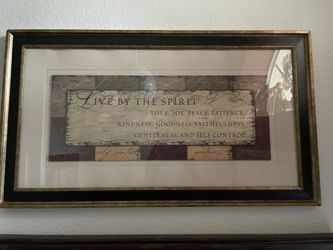 LIVE BY THE SPIRIT
LOVE, JOY, PEACE, PATIENCE,
KINDNESS, GOODNESS, FAITHFULNESS,
GENTLENESS, AND SELF CONTROL